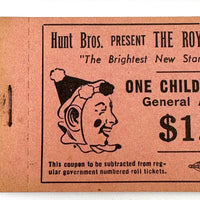 Hunt Bros. PRESENT THE ROY
"The Brightest New Star
ONE CHILD
General A
$1.
This coupon to be subtracted from reg-
ular government numbered roll tickets.